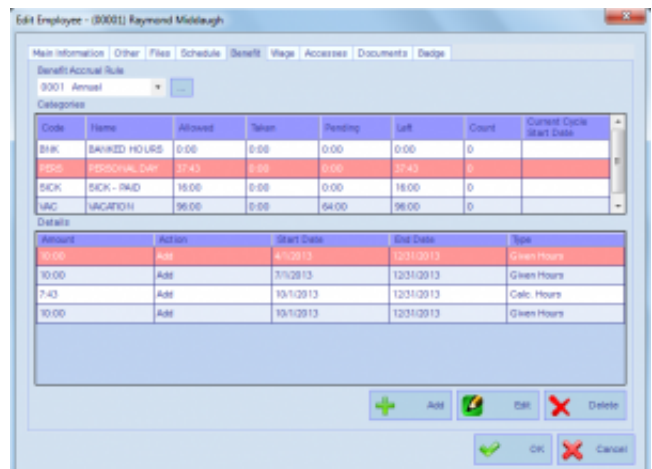 Edit Employee - (00001) Raymond Middaugh
Main Information Other Files Schedule Benefit Wage Accesses Documents Badge
Benefit Accrual Rule
0001 Annual ...
Categories
Code Name Allowed Taken Pending Left Count Current Cycle Start Date
BNK BANKED HOURS 0:00 0:00 0:00 0:00 0
PERS PERSONAL DAY 37:43 0:00 0:00 37:43 0
SICK SICK - PAID 16:00 0:00 0:00 16:00 0
VAC VACATION 96:00 0:00 64:00 96:00 0
Details
Amount Action Start Date End Date Type
10:00 Add 4/1/2013 12/31/2013 Given Hours
10:00 Add 7/1/2013 12/31/2013 Given Hours
7:43 Add 10/1/2013 12/31/2013 Calc. Hours
10:00 Add 10/1/2013 12/31/2013 Given Hours
Add Edit Delete
OK Cancel